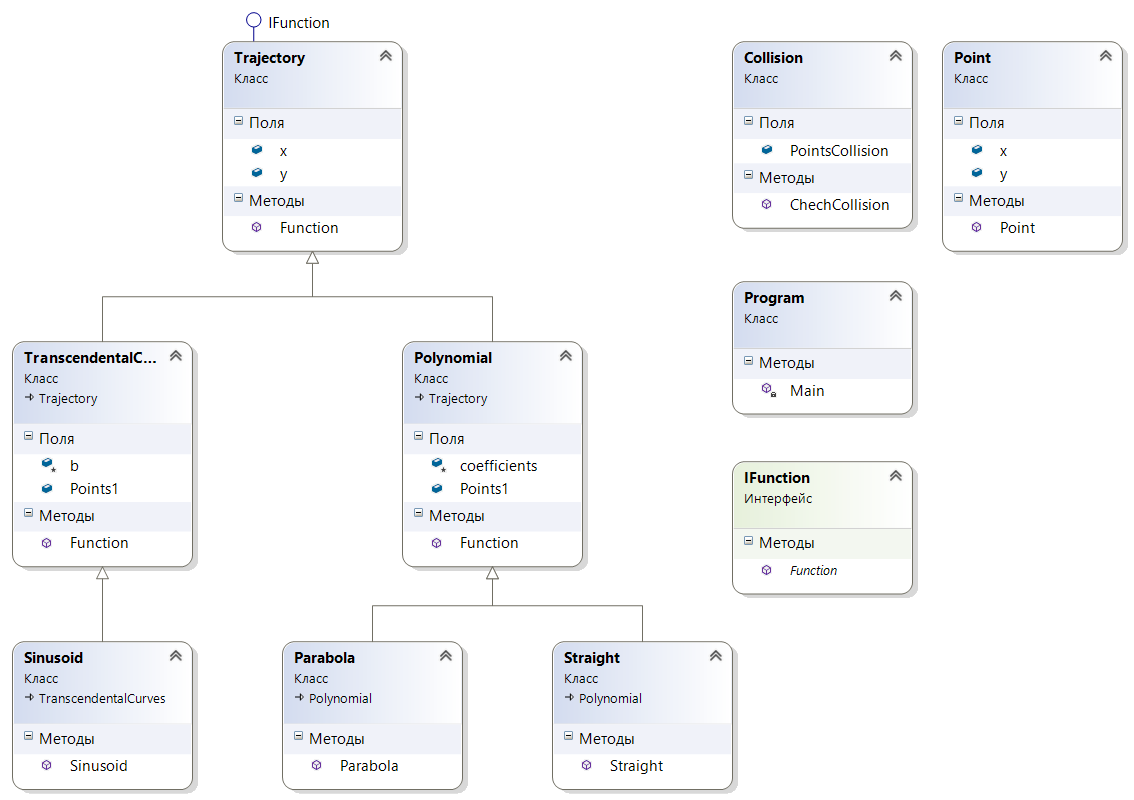 IFunction
Trajectory
Класс
Поля
x
y
Методы
Function
Collision
Класс
Поля
PointsCollision
Методы
ChechCollision
Point
Класс
Поля
x
y
Методы
Point
Program
Класс
Методы
Main
TranscendentalC...
Класс
Trajectory
Поля
b
Points1
Методы
Function
Polynomial
Класс
Trajectory
Поля
coefficients
Points1
Методы
Function
IFunction
Интерфейс
Методы
Function
Sinusoid
Класс
TranscendentalCurves
Методы
Sinusoid
Parabola
Класс
Polynomial
Методы
Parabola
Straight
Класс
Polynomial
Методы
Straight